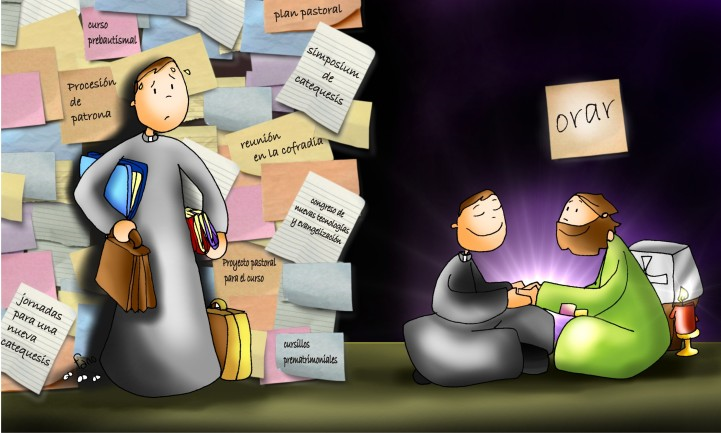 plan pastoral
curso
prebautismal
simposium
de
catequesis
Procesión
de
patrona
reunión
en la cofradía
congreso de
nuevas tecnologías
y evangelización
Proyecto pastoral
para el curso
jornadas
para una
nueva
catequesis
cursillos
prematrimoniales
orar